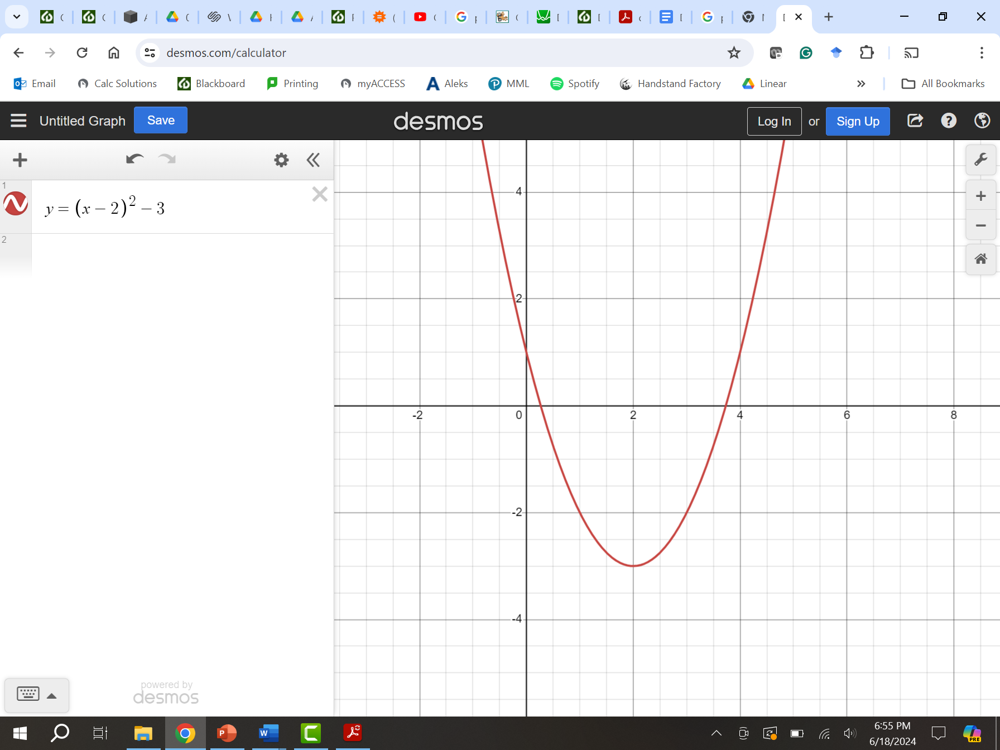 desmos.com/calculator
Email Calc Solutions Blackboard Printing myACCESS Aleks MML Spotify Handstand Factory Linear All Bookmarks
Untitled Graph Save desmos Log In or Sign Up
1
y = (x − 2)² − 3
2
4
2
-2 0 2 4 6 8
-2
-4
powered by
desmos
6:55 PM
6/18/2024
PRE